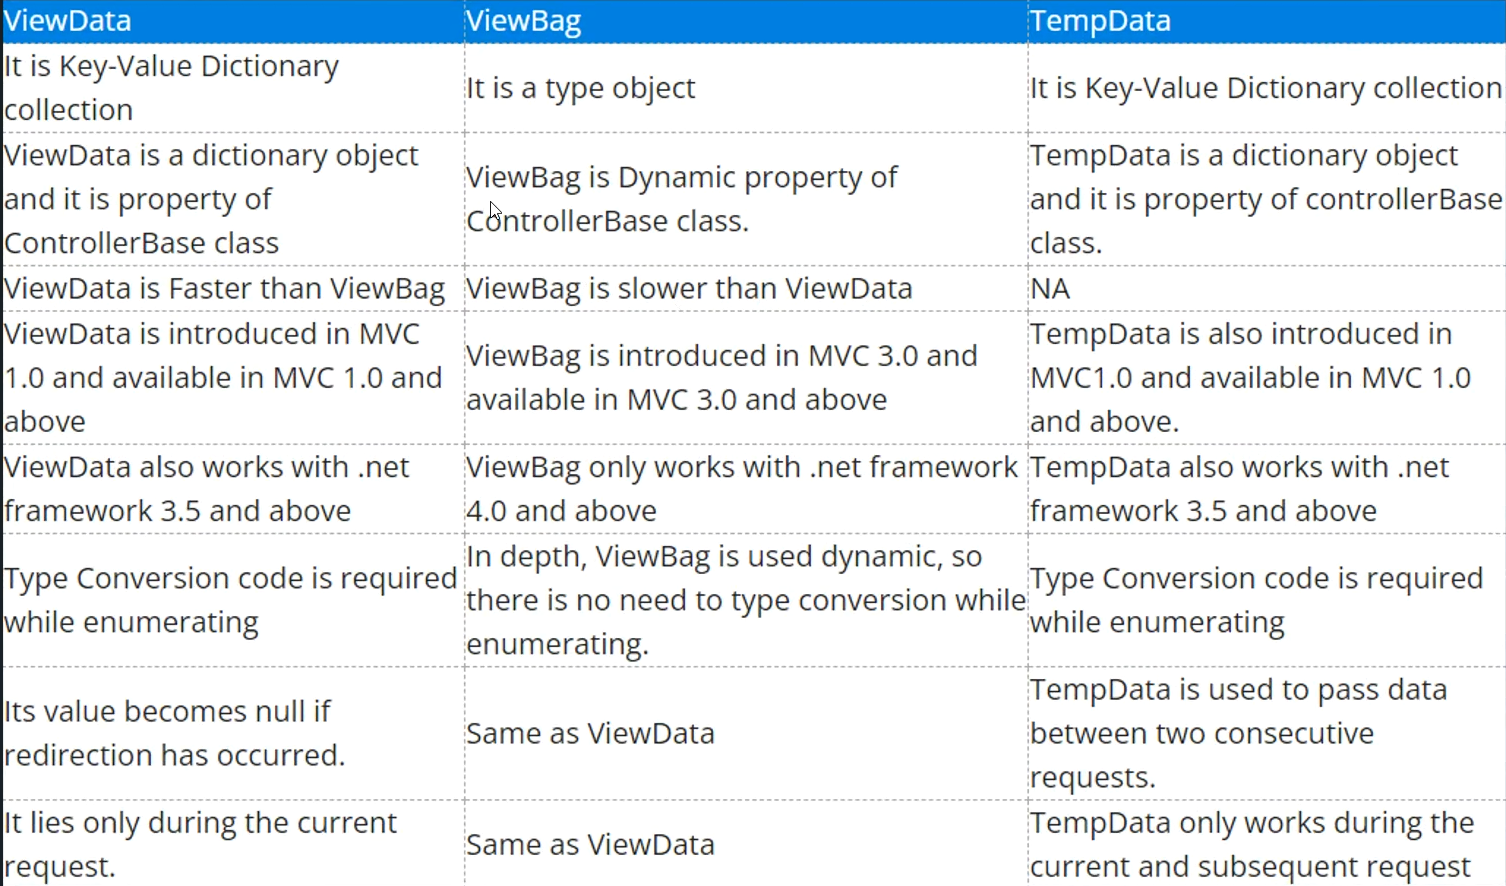 ViewData
ViewBag
TempData
It is Key-Value Dictionary
collection
It is a type object
It is Key-Value Dictionary collection
ViewData is a dictionary object
and it is property of
ControllerBase class
ViewBag is Dynamic property of
ControllerBase class.
TempData is a dictionary object
and it is property of controllerBase
class.
ViewData is Faster than ViewBag
ViewBag is slower than ViewData
NA
ViewData is introduced in MVC
1.0 and available in MVC 1.0 and
above
ViewBag is introduced in MVC 3.0 and
available in MVC 3.0 and above
TempData is also introduced in
MVC1.0 and available in MVC 1.0
and above.
ViewData also works with .net
framework 3.5 and above
ViewBag only works with .net framework
4.0 and above
TempData also works with .net
framework 3.5 and above
Type Conversion code is required
while enumerating
In depth, ViewBag is used dynamic, so
there is no need to type conversion while
enumerating.
Type Conversion code is required
while enumerating
Its value becomes null if
redirection has occurred.
Same as ViewData
TempData is used to pass data
between two consecutive
requests.
It lies only during the current
request.
Same as ViewData
TempData only works during the
current and subsequent request